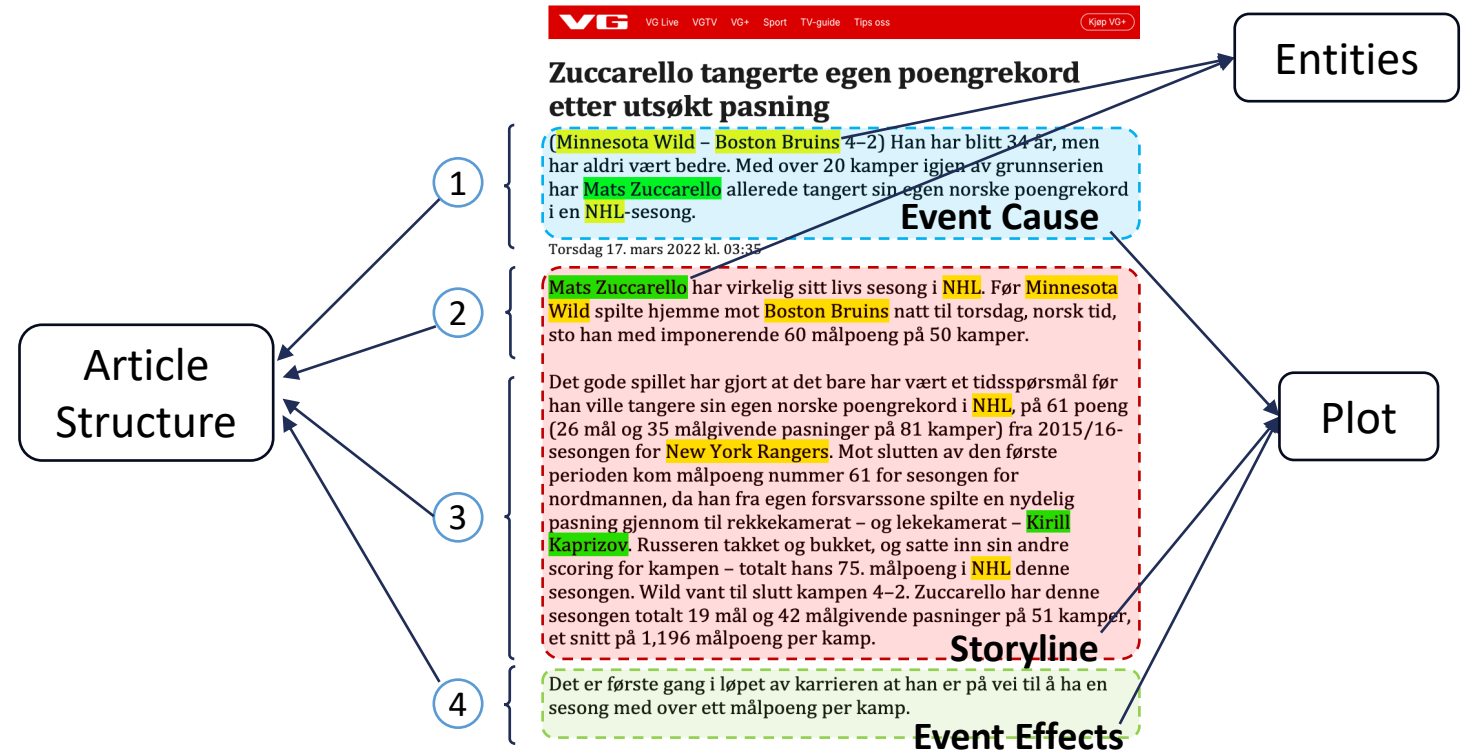 VG
VG Live VGTV VG+ Sport TV-guide Tips oss
Kjøp VG+
Zuccarello tangerte egen poengrekord
etter utsøkt pasning
(Minnesota Wild – Boston Bruins 4–2) Han har blitt 34 år, men
har aldri vært bedre. Med over 20 kamper igjen av grunnserien
har Mats Zuccarello allerede tangert sin egen norske poengrekord
i en NHL-sesong.
Event Cause
Torsdag 17. mars 2022 kl. 03:35
Mats Zuccarello har virkelig sitt livs sesong i NHL. Før Minnesota
Wild spilte hjemme mot Boston Bruins natt til torsdag, norsk tid,
sto han med imponerende 60 målpoeng på 50 kamper.
Det gode spillet har gjort at det bare har vært et tidsspørsmål før
han ville tangere sin egen norske poengrekord i NHL, på 61 poeng
(26 mål og 35 målgivende pasninger på 81 kamper) fra 2015/16-
sesongen for New York Rangers. Mot slutten av den første
perioden kom målpoeng nummer 61 for sesongen for
nordmannen, da han fra egen forsvarssone spilte en nydelig
pasning gjennom til rekkekamerat – og lekekamerat – Kirill
Kaprizov. Russeren takket og bukket, og satte inn sin andre
scoring for kampen – totalt hans 75. målpoeng i NHL denne
sesongen. Wild vant til slutt kampen 4–2. Zuccarello har denne
sesongen totalt 19 mål og 42 målgivende pasninger på 51 kamper,
et snitt på 1,196 målpoeng per kamp.
Storyline
Det er første gang i løpet av karrieren at han er på vei til å ha en
sesong med over ett målpoeng per kamp.
Event Effects
Article
Structure
1
2
3
4
Entities
Plot